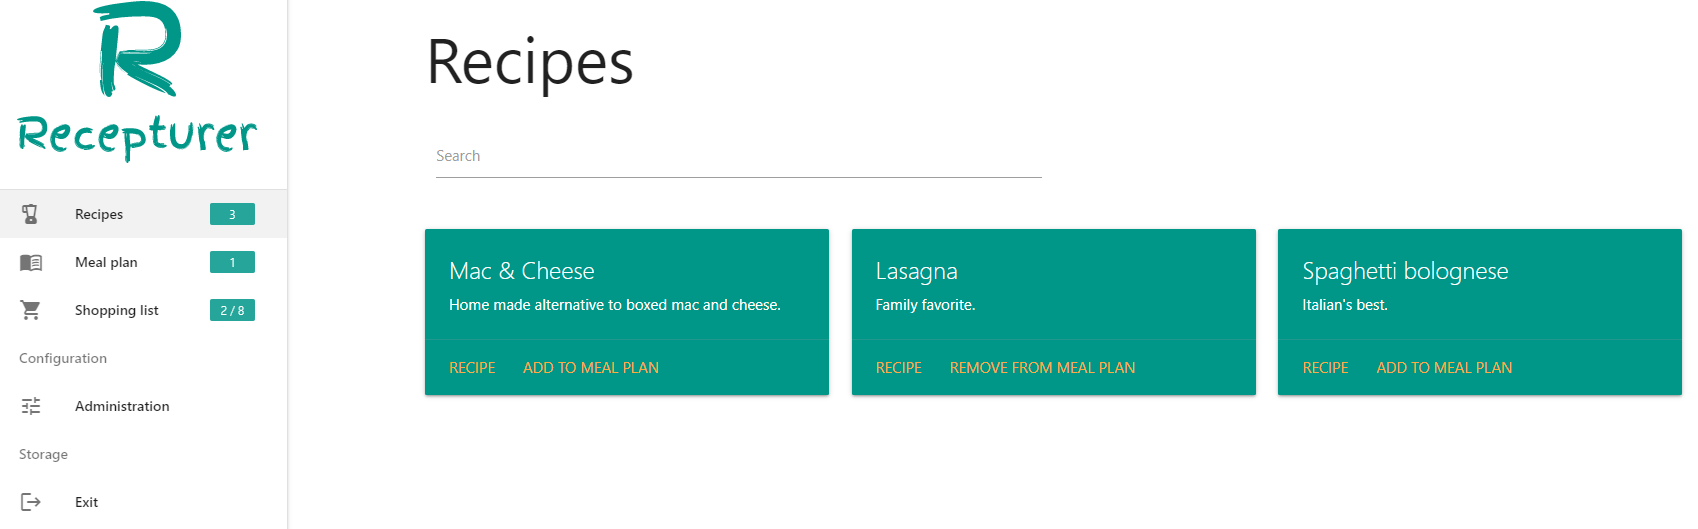 R
Recepturer
Recipes 3
Meal plan 1
Shopping list 2 / 8
Configuration
Administration
Storage
Exit
Recipes
Search
Mac & Cheese
Home made alternative to boxed mac and cheese.
RECIPE ADD TO MEAL PLAN
Lasagna
Family favorite.
RECIPE REMOVE FROM MEAL PLAN
Spaghetti bolognese
Italian's best.
RECIPE ADD TO MEAL PLAN